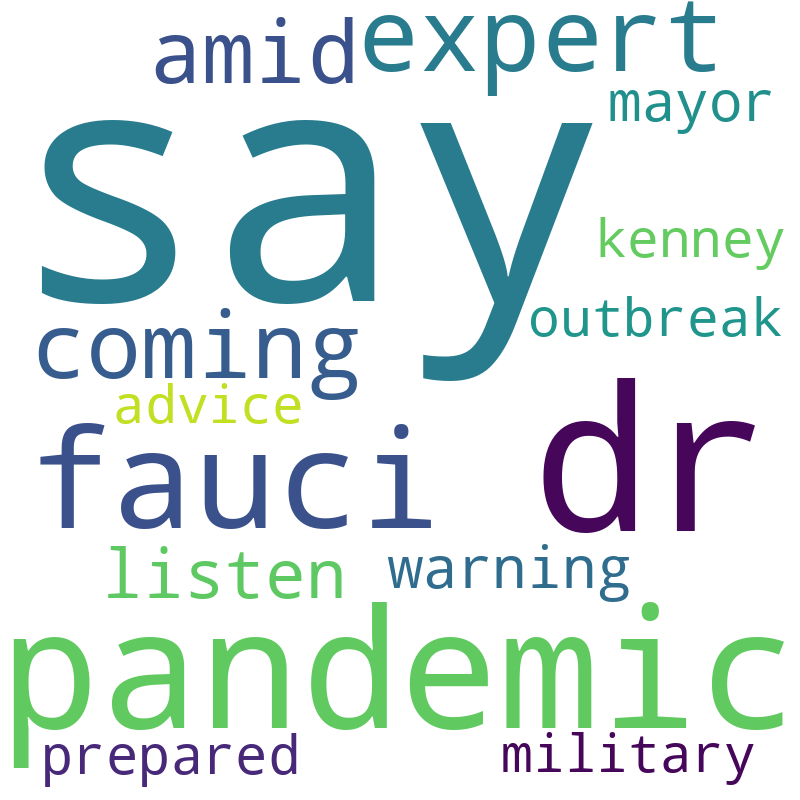 amid expert
mayor
say
kenney
coming
outbreak
advice
fauci
dr
listen
warning
pandemic
prepared
military